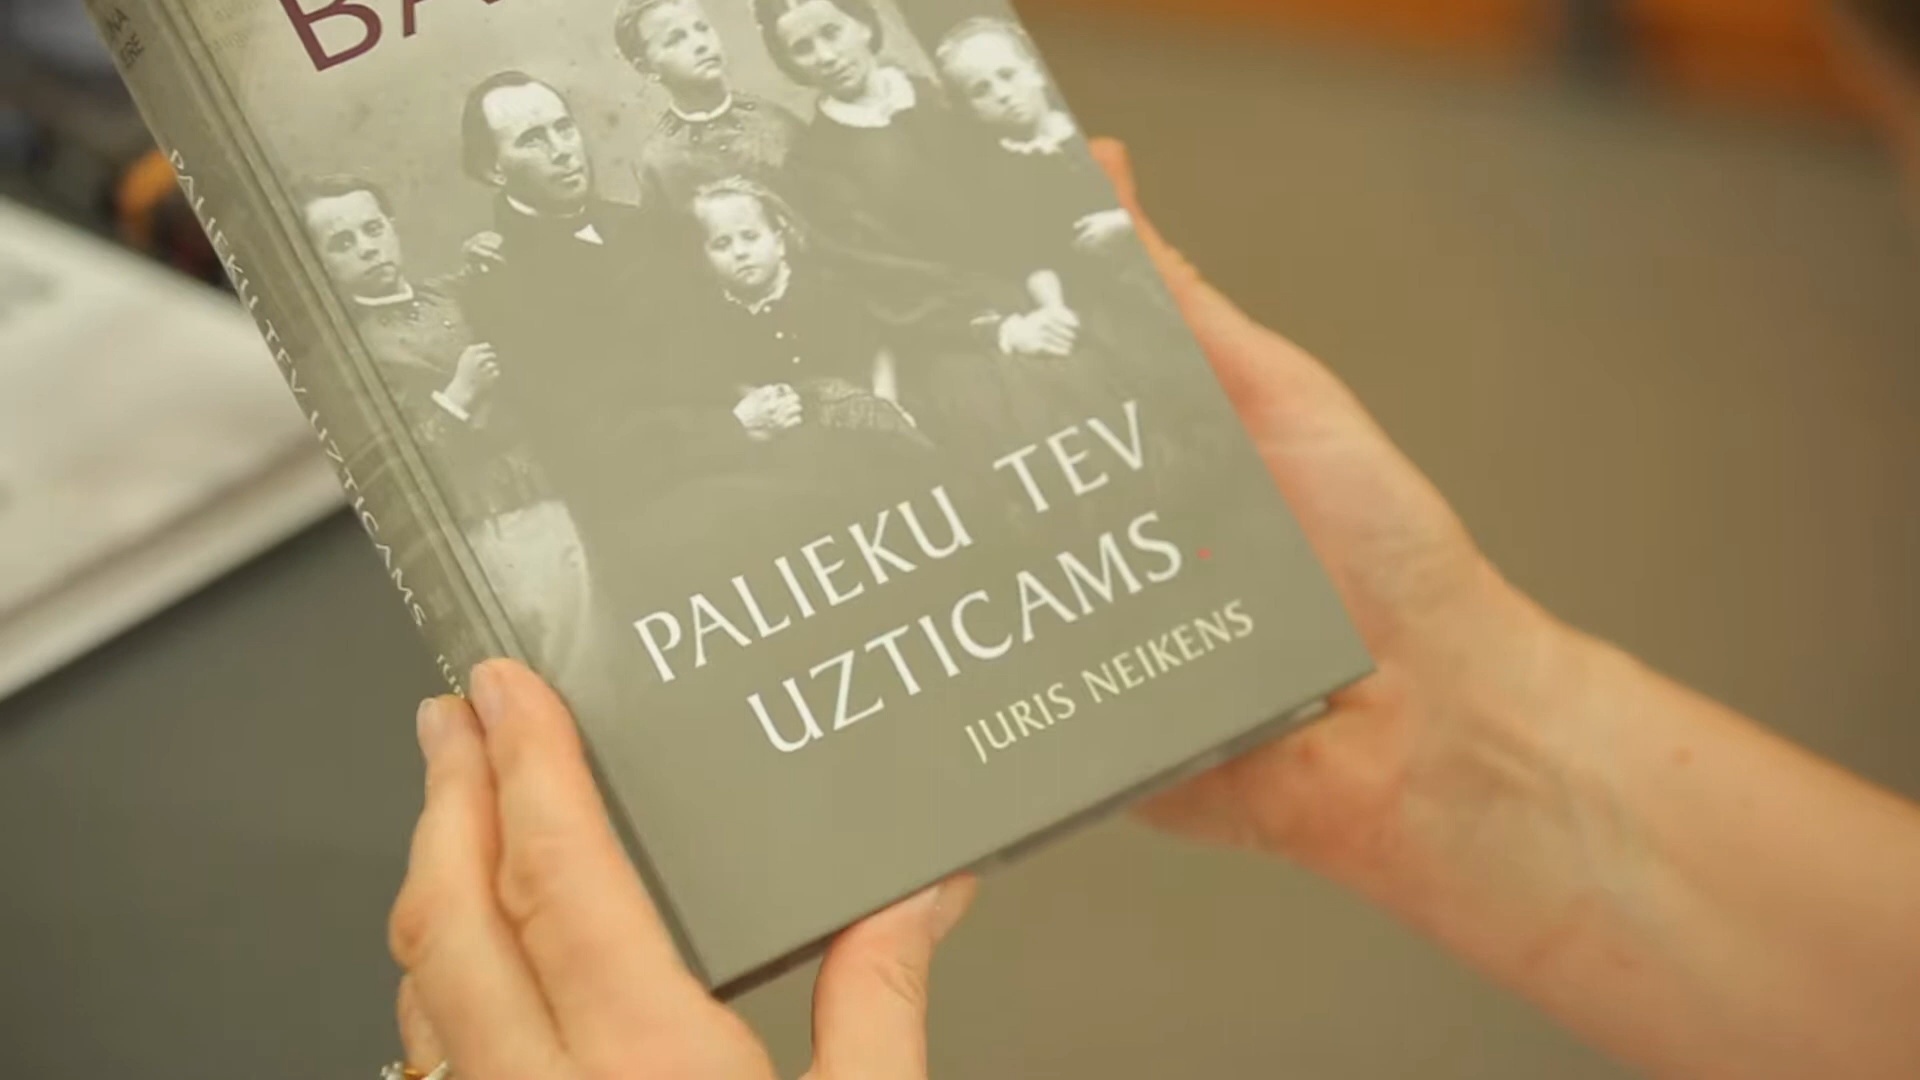 PALIEKU TEV
UZTICAMS.
JURIS NEIKENS
PALIEKU TEV UZTICAMS